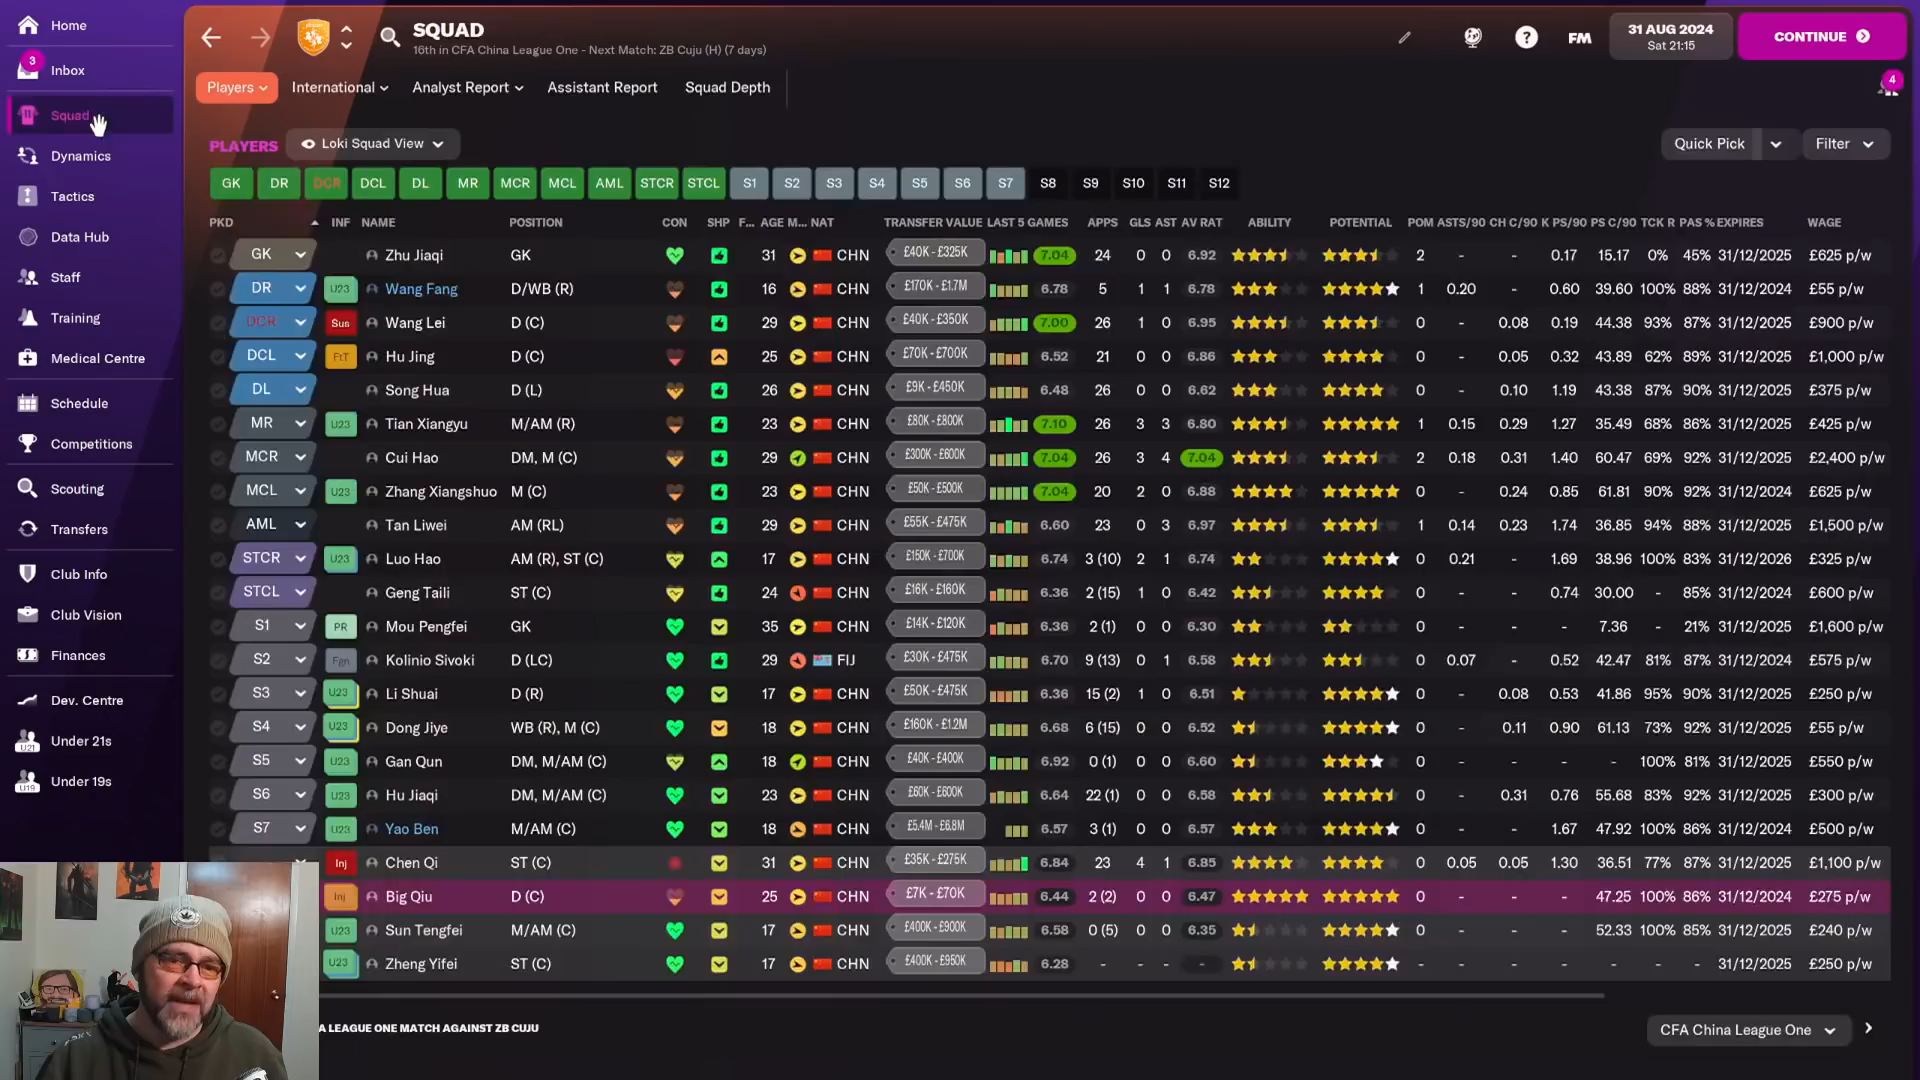 Home
3
Inbox
Squad
Dynamics
Tactics
Data Hub
Staff
Training
Medical Centre
Schedule
Competitions
Scouting
Transfers
Club Info
Club Vision
Finances
Dev. Centre
U21 Under 21s
U19 Under 19s
SQUAD
16th in CFA China League One - Next Match: ZB Cuju (H) (7 days)
? FM
31 AUG 2024
Sat 21:15
CONTINUE
4
Players International Analyst Report Assistant Report Squad Depth
PLAYERS Loki Squad View Quick Pick Filter
GK DR DCR DCL DL MR MCR MCL AML STCR STCL S1 S2 S3 S4 S5 S6 S7 S8 S9 S10 S11 S12
PKD INF NAME POSITION CON SHP F... AGE M... NAT TRANSFER VALUE LAST 5 GAMES APPS GLS AST AV RAT ABILITY POTENTIAL POM ASTS/90 CH C/90 K PS/90 PS C/90 TCK R PAS % EXPIRES WAGE
GK Zhu Jiaqi GK 31 CHN £40K - £325K 7.04 24 0 0 6.92 2 - - 0.17 15.17 0% 45% 31/12/2025 £625 p/w
DR U23 Wang Fang D/WB (R) 16 CHN £170K - £1.7M 6.78 5 1 1 6.78 1 0.20 - 0.60 39.60 100% 88% 31/12/2024 £55 p/w
DCR Sus Wang Lei D (C) 29 CHN £40K - £350K 7.00 26 1 0 6.95 0 - 0.08 0.19 44.38 93% 87% 31/12/2025 £900 p/w
DCL FtT Hu Jing D (C) 25 CHN £70K - £700K 6.52 21 0 0 6.86 0 - 0.05 0.32 43.89 62% 89% 31/12/2025 £1,000 p/w
DL Song Hua D (L) 26 CHN £9K - £450K 6.48 26 0 0 6.62 0 - 0.10 1.19 43.38 87% 90% 31/12/2025 £375 p/w
MR U23 Tian Xiangyu M/AM (R) 23 CHN £80K - £800K 7.10 26 3 3 6.80 1 0.15 0.29 1.27 35.49 68% 86% 31/12/2025 £425 p/w
MCR Cui Hao DM, M (C) 29 CHN £300K - £600K 7.04 26 3 4 7.04 2 0.18 0.31 1.40 60.47 69% 92% 31/12/2025 £2,400 p/w
MCL U23 Zhang Xiangshuo M (C) 23 CHN £50K - £500K 7.04 20 2 0 6.88 0 - 0.24 0.85 61.81 90% 92% 31/12/2024 £625 p/w
AML Tan Liwei AM (RL) 29 CHN £55K - £475K 6.60 23 0 3 6.97 1 0.14 0.23 1.74 36.85 94% 88% 31/12/2025 £1,500 p/w
STCR U23 Luo Hao AM (R), ST (C) 17 CHN £150K - £700K 6.74 3 (10) 2 1 6.74 0 0.21 - 1.69 38.96 100% 83% 31/12/2026 £325 p/w
STCL Geng Taili ST (C) 24 CHN £16K - £160K 6.36 2 (15) 1 0 6.42 0 - - 0.74 30.00 - 85% 31/12/2024 £600 p/w
S1 PR Mou Pengfei GK 35 CHN £14K - £120K 6.36 2 (1) 0 0 6.30 0 - - - 7.36 - 21% 31/12/2025 £1,600 p/w
S2 Fgn Kolinio Sivoki D (LC) 29 FIJ £30K - £475K 6.70 9 (13) 0 1 6.58 0 0.07 - 0.52 42.47 81% 87% 31/12/2024 £575 p/w
S3 U23 Li Shuai D (R) 17 CHN £50K - £475K 6.36 15 (2) 1 0 6.51 0 - 0.08 0.53 41.86 95% 90% 31/12/2025 £250 p/w
S4 U23 Dong Jiye WB (R), M (C) 18 CHN £160K - £1.2M 6.68 6 (15) 0 0 6.52 0 - 0.11 0.90 61.13 73% 92% 31/12/2024 £55 p/w
S5 U23 Gan Qun DM, M/AM (C) 18 CHN £40K - £400K 6.92 0 (1) 0 0 6.60 0 - - - - 100% 81% 31/12/2024 £550 p/w
S6 U23 Hu Jiaqi DM, M/AM (C) 23 CHN £60K - £600K 6.64 22 (1) 0 0 6.58 0 - 0.31 0.76 55.68 83% 92% 31/12/2025 £300 p/w
S7 U23 Yao Ben M/AM (C) 18 CHN £5.4M - £6.8M 6.57 3 (1) 0 0 6.57 0 - - 1.67 47.92 100% 86% 31/12/2024 £500 p/w
Inj Chen Qi ST (C) 31 CHN £35K - £275K 6.84 23 4 1 6.85 0 0.05 0.05 1.30 36.51 77% 87% 31/12/2025 £1,100 p/w
Inj Big Qiu D (C) 25 CHN £7K - £70K 6.44 2 (2) 0 0 6.47 0 - - - 47.25 100% 86% 31/12/2024 £275 p/w
U23 Sun Tengfei M/AM (C) 17 CHN £400K - £900K 6.58 0 (5) 0 0 6.35 0 - - - 52.33 100% 85% 31/12/2025 £240 p/w
U23 Zheng Yifei ST (C) 17 CHN £400K - £950K 6.28 - - - - - - - - - - - 31/12/2025 £250 p/w
A LEAGUE ONE MATCH AGAINST ZB CUJU
CFA China League One